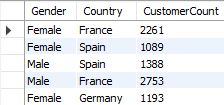 Gender Country CustomerCount
Female France 2261
Female Spain 1089
Male Spain 1388
Male France 2753
Female Germany 1193